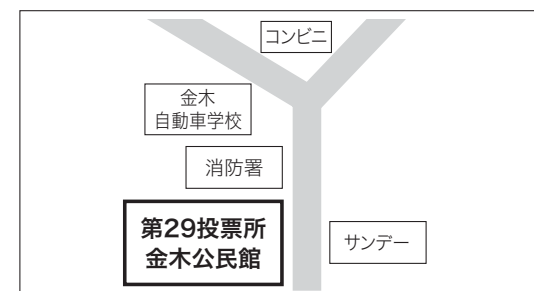 コンビニ
金木
自動車学校
消防署
第29投票所
金木公民館
サンデー